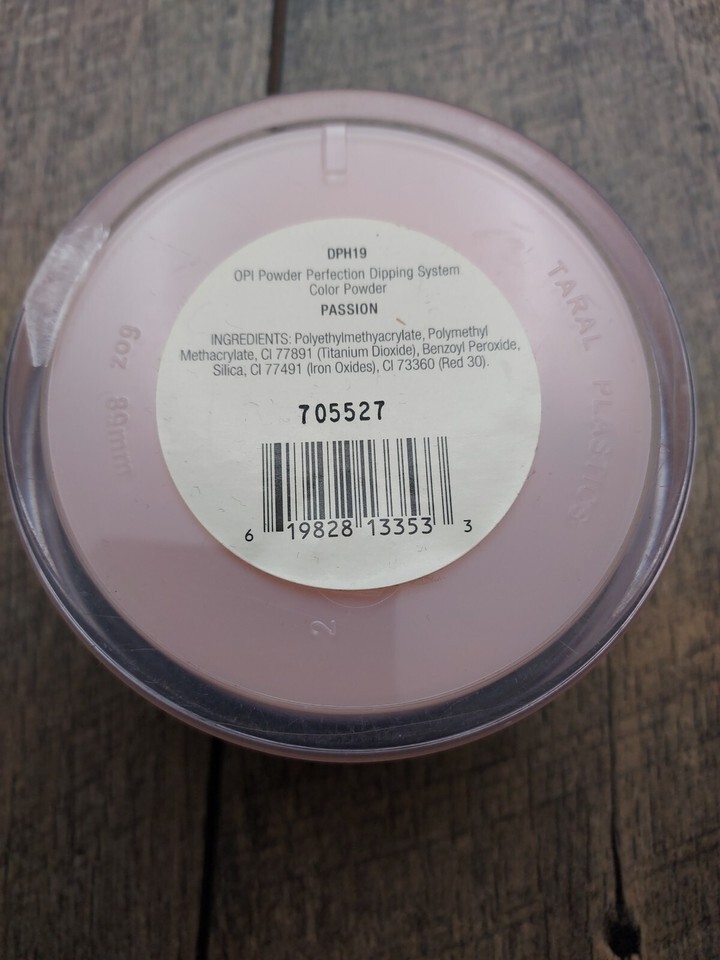 DPH19
OPI Powder Perfection Dipping System
Color Powder
PASSION
INGREDIENTS: Polyethylmethyacrylate, Polymethyl
Methacrylate, CI 77891 (Titanium Dioxide), Benzoyl Peroxide,
Silica, CI 77491 (Iron Oxides), CI 73360 (Red 30).
705527
6 19828 13353 3
TARAL PLASTICS
20g 89mm
2